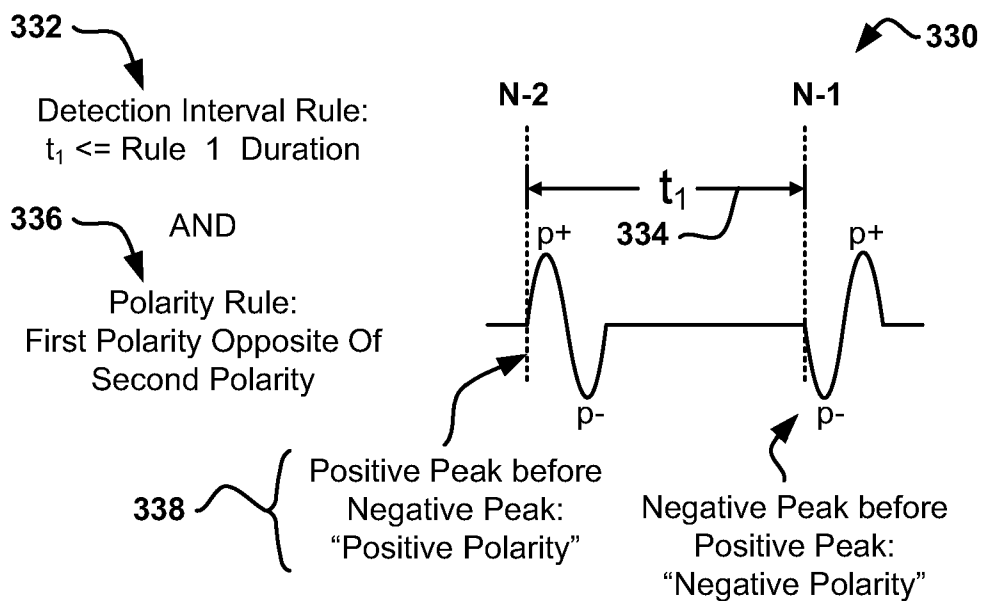 332
330
Detection Interval Rule:
t₁ <= Rule 1 Duration
N-2
N-1
t₁
334
336
AND
p+
p+
Polarity Rule:
First Polarity Opposite Of
Second Polarity
p-
p-
338
Positive Peak before
Negative Peak:
“Positive Polarity”
Negative Peak before
Positive Peak:
“Negative Polarity”